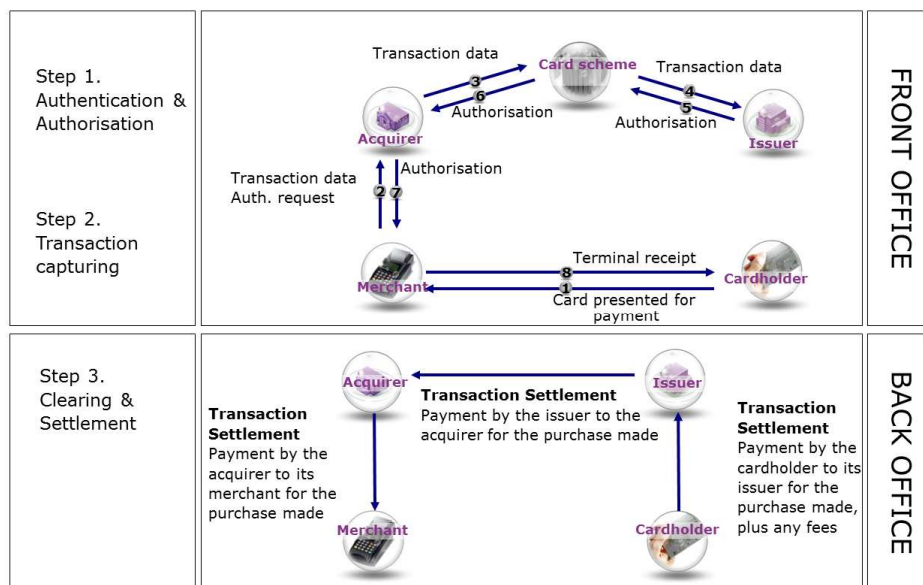 Step 1.
Authentication &
Authorisation
Step 2.
Transaction
capturing
Transaction data
Card scheme
Transaction data
3
6
4
5
Authorisation
Authorisation
Acquirer
Issuer
Transaction data
Auth. request
2
7
Authorisation
Merchant
8
Terminal receipt
1
Card presented for
payment
Cardholder
FRONT OFFICE
Step 3.
Clearing &
Settlement
Acquirer
Issuer
Transaction
Settlement
Payment by the
acquirer to its
merchant for the
purchase made
Transaction Settlement
Payment by the issuer to the
acquirer for the purchase made
Transaction
Settlement
Payment by the
cardholder to its
issuer for the
purchase made,
plus any fees
Merchant
Cardholder
BACK OFFICE